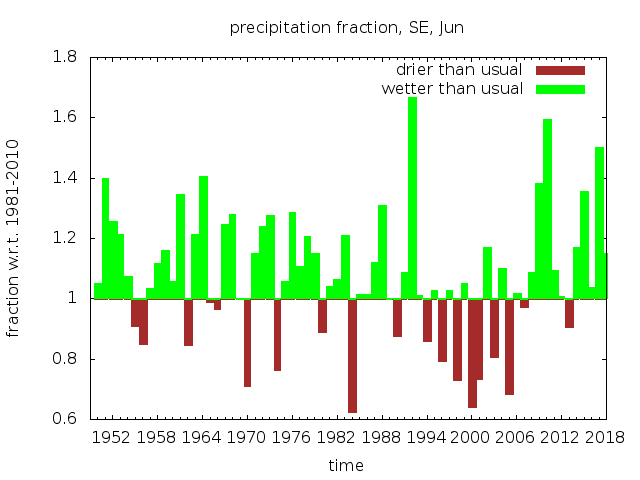 precipitation fraction, SE, Jun
drier than usual
wetter than usual
fraction w.r.t. 1981-2010
1.8
1.6
1.4
1.2
1
0.8
0.6
1952 1958 1964 1970 1976 1982 1988 1994 2000 2006 2012 2018
time